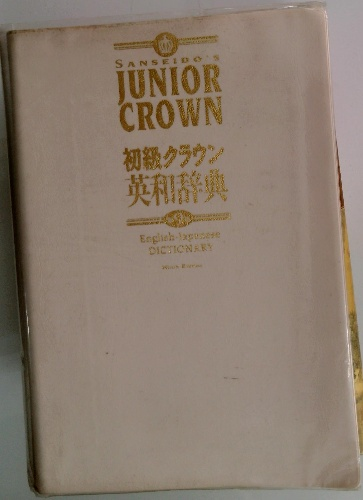 SANSEIDO'S
JUNIOR
CROWN
初級クラウン
英和辞典
English-Japanese
DICTIONARY